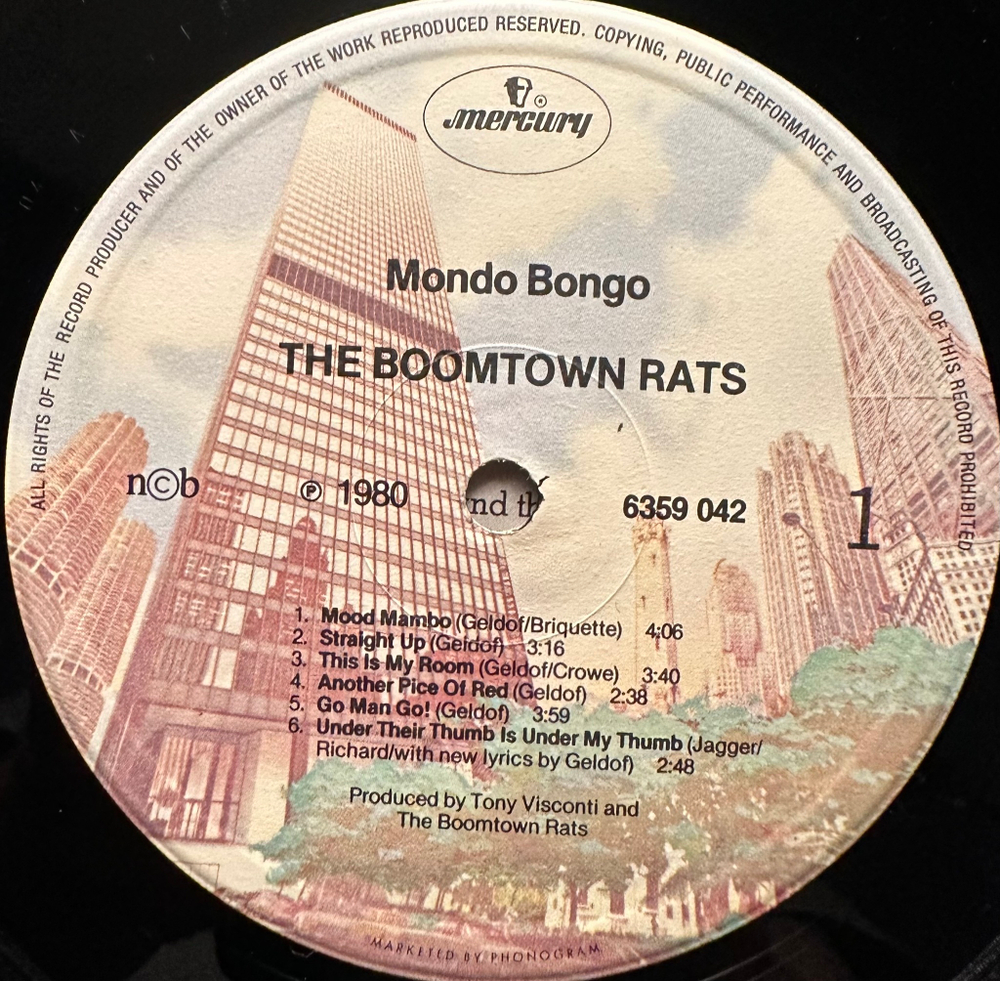 ALL RIGHTS OF THE RECORD PRODUCER AND OF THE OWNER OF THE WORK REPRODUCED RESERVED. COPYING, PUBLIC PERFORMANCE AND BROADCASTING OF THIS RECORD PROHIBITED
mercury ®
Mondo Bongo
THE BOOMTOWN RATS
n©b ℗ 1980 nd th 6359 042 1
1. Mood Mambo (Geldof/Briquette) 4:06
2. Straight Up (Geldof) 3:16
3. This Is My Room (Geldof/Crowe) 3:40
4. Another Pice Of Red (Geldof) 2:38
5. Go Man Go! (Geldof) 3:59
6. Under Their Thumb Is Under My Thumb (Jagger/
Richard/with new lyrics by Geldof) 2:48
Produced by Tony Visconti and
The Boomtown Rats
MARKETED BY PHONOGRAM